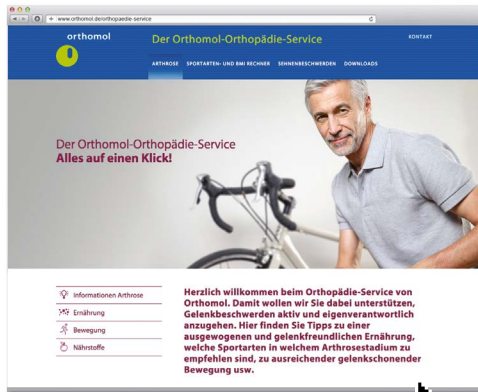 www.orthomol.de/orthopaedie-service
orthomol
Der Orthomol-Orthopädie-Service
KONTAKT
ARTHROSE SPORTARTEN- UND BMI RECHNER SEHNENBESCHWERDEN DOWNLOADS
Der Orthomol-Orthopädie-Service
Alles auf einen Klick!
Informationen Arthrose
Ernährung
Bewegung
Nährstoffe
Herzlich willkommen beim Orthopädie-Service von
Orthomol. Damit wollen wir Sie dabei unterstützen,
Gelenkbeschwerden aktiv und eigenverantwortlich
anzugehen. Hier finden Sie Tipps zu einer
ausgewogenen und gelenkfreundlichen Ernährung,
welche Sportarten in welchem Arthrosestadium zu
empfehlen sind, zu ausreichender gelenkschonender
Bewegung usw.